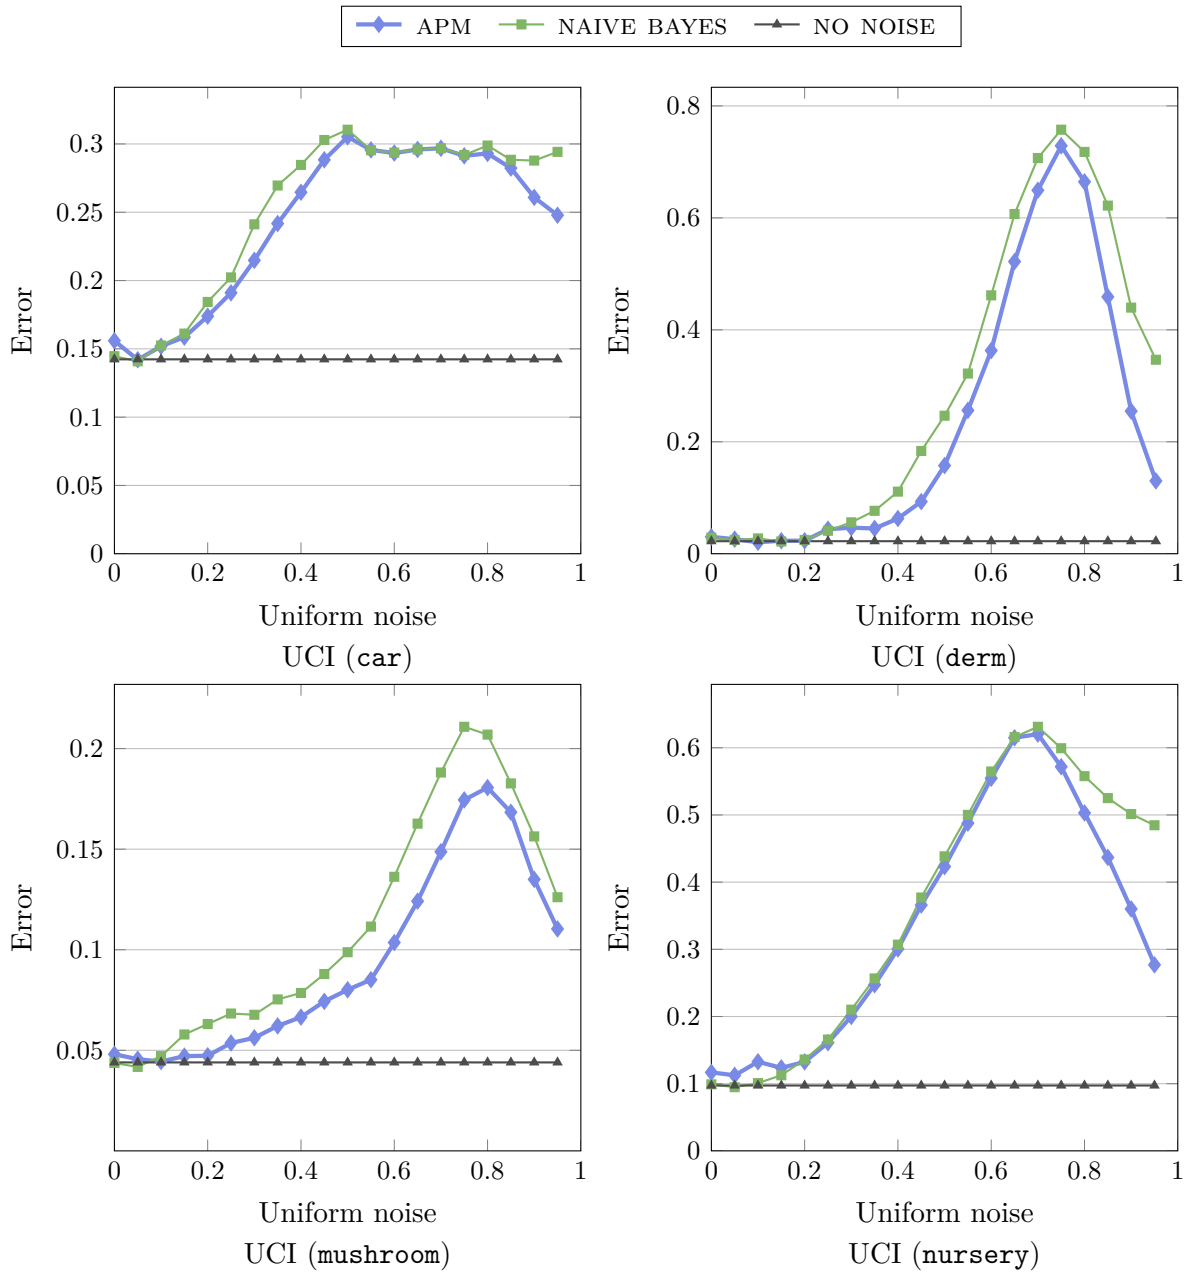 APM NAIVE BAYES NO NOISE
0.3
0.25
0.2
0.15
0.1
0.05
0
0 0.2 0.4 0.6 0.8 1
Error
Uniform noise
UCI (car)
0.8
0.6
0.4
0.2
0
0 0.2 0.4 0.6 0.8 1
Error
Uniform noise
UCI (derm)
0.2
0.15
0.1
0.05
0 0.2 0.4 0.6 0.8 1
Error
Uniform noise
UCI (mushroom)
0.6
0.5
0.4
0.3
0.2
0.1
0
0 0.2 0.4 0.6 0.8 1
Error
Uniform noise
UCI (nursery)